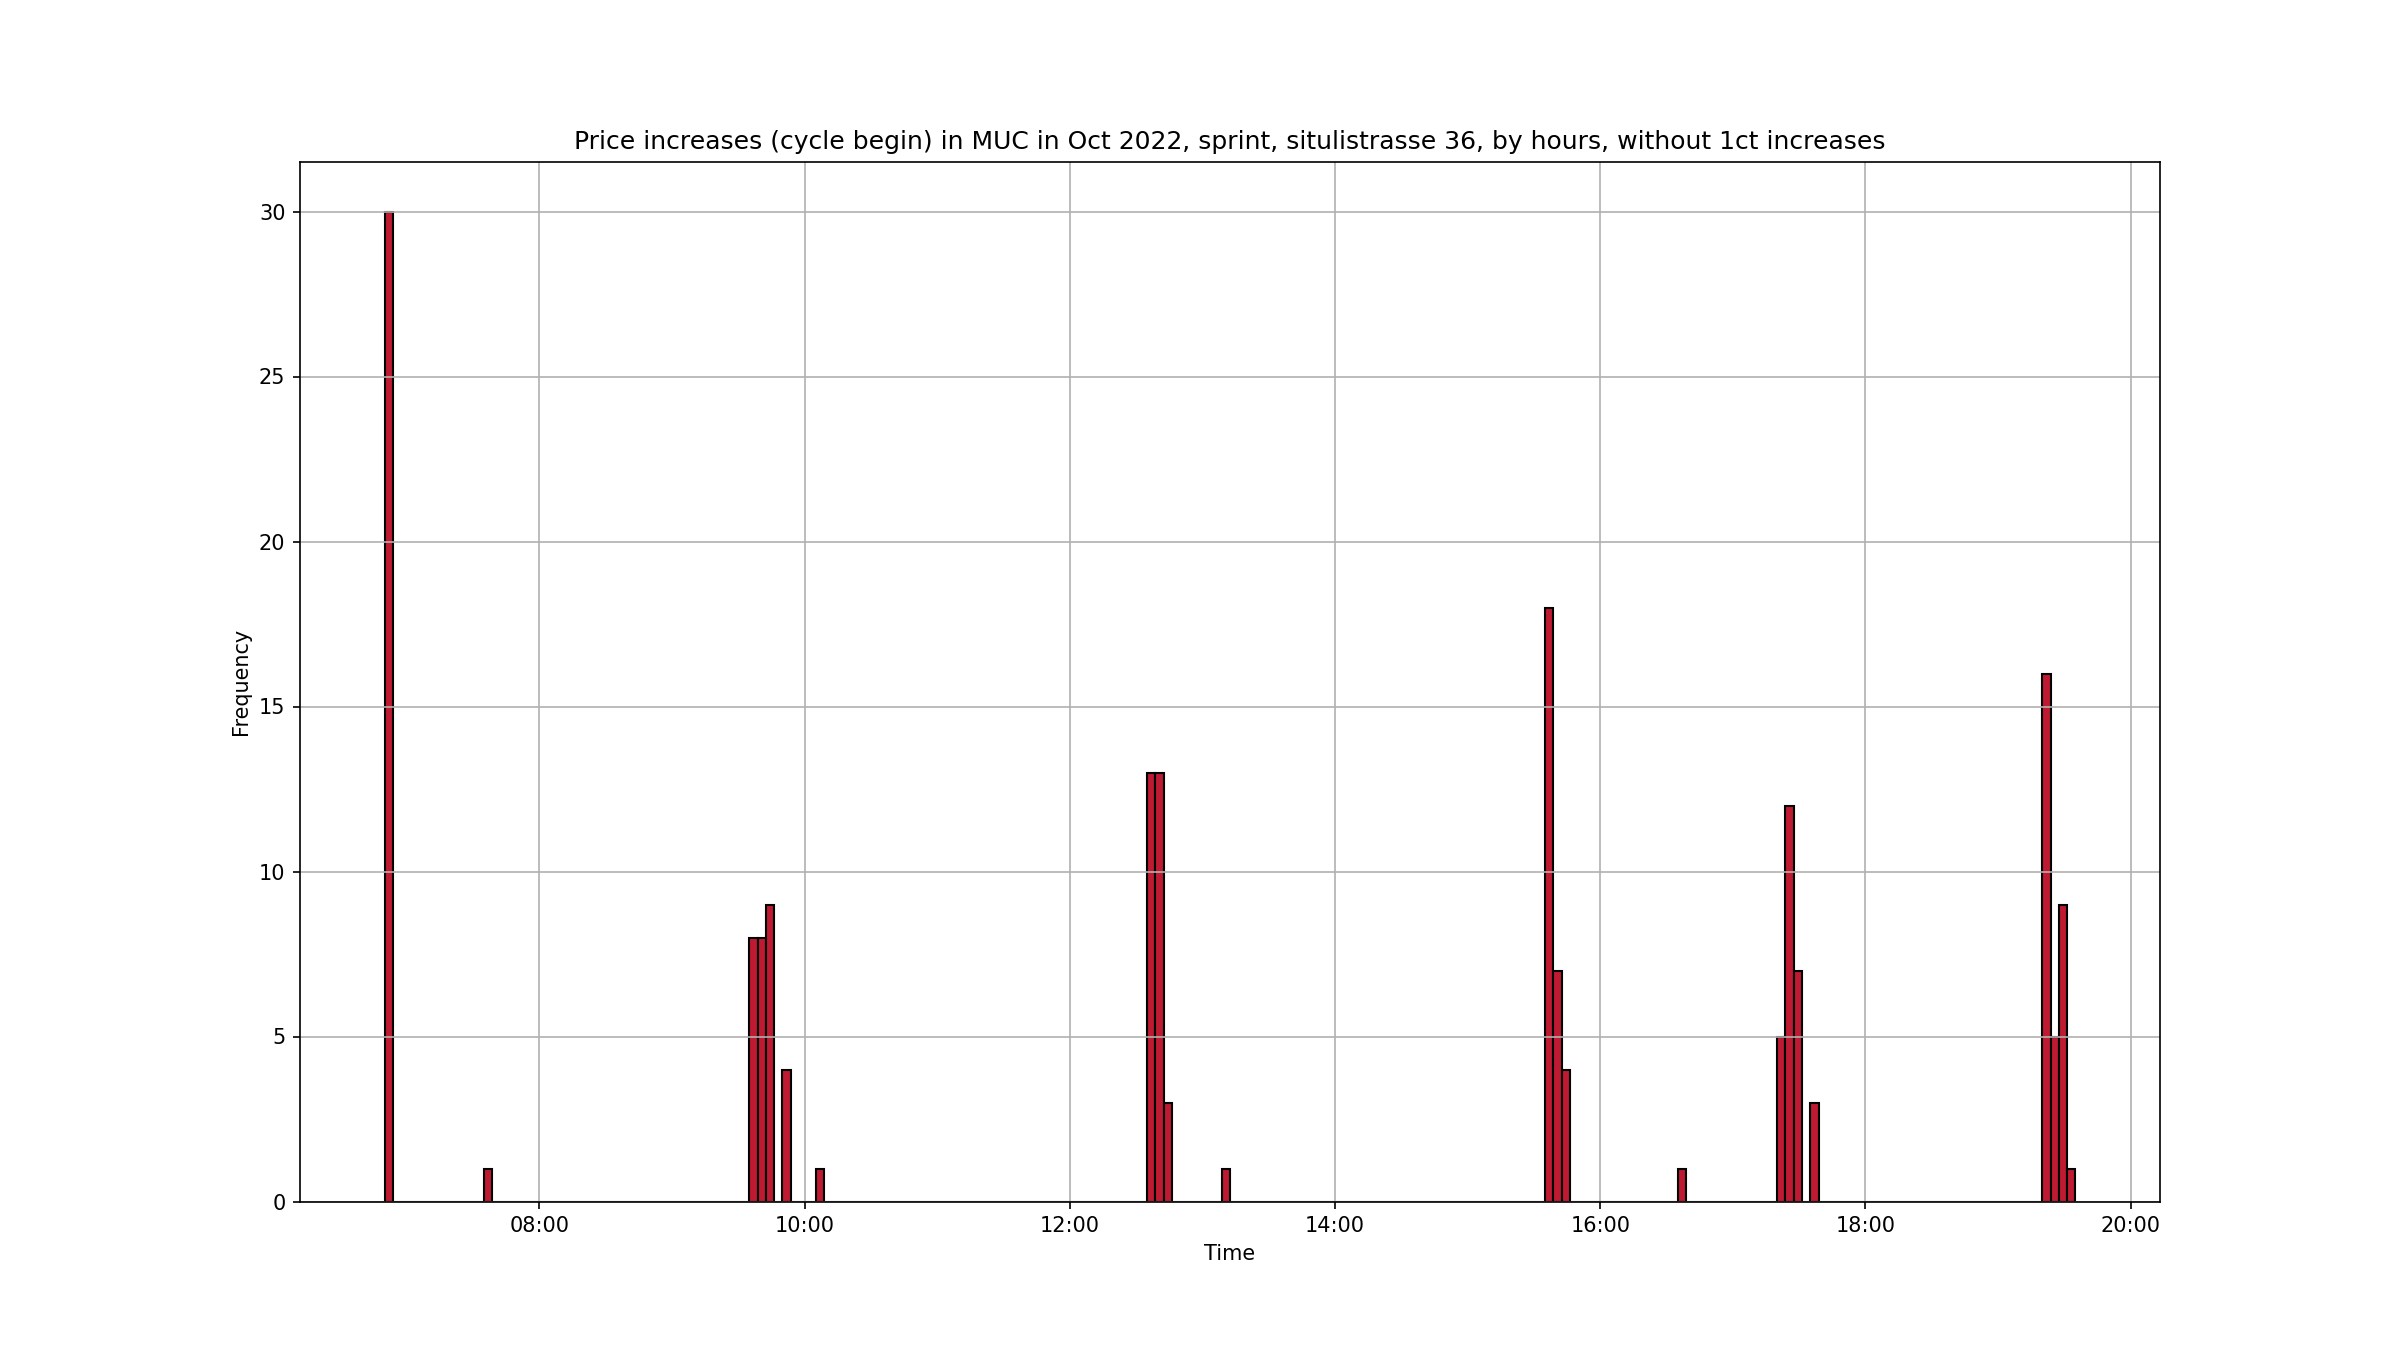 Price increases (cycle begin) in MUC in Oct 2022, sprint, situlistrasse 36, by hours, without 1ct increases
30
25
20
15
10
5
0
Frequency
08:00 10:00 12:00 14:00 16:00 18:00 20:00
Time